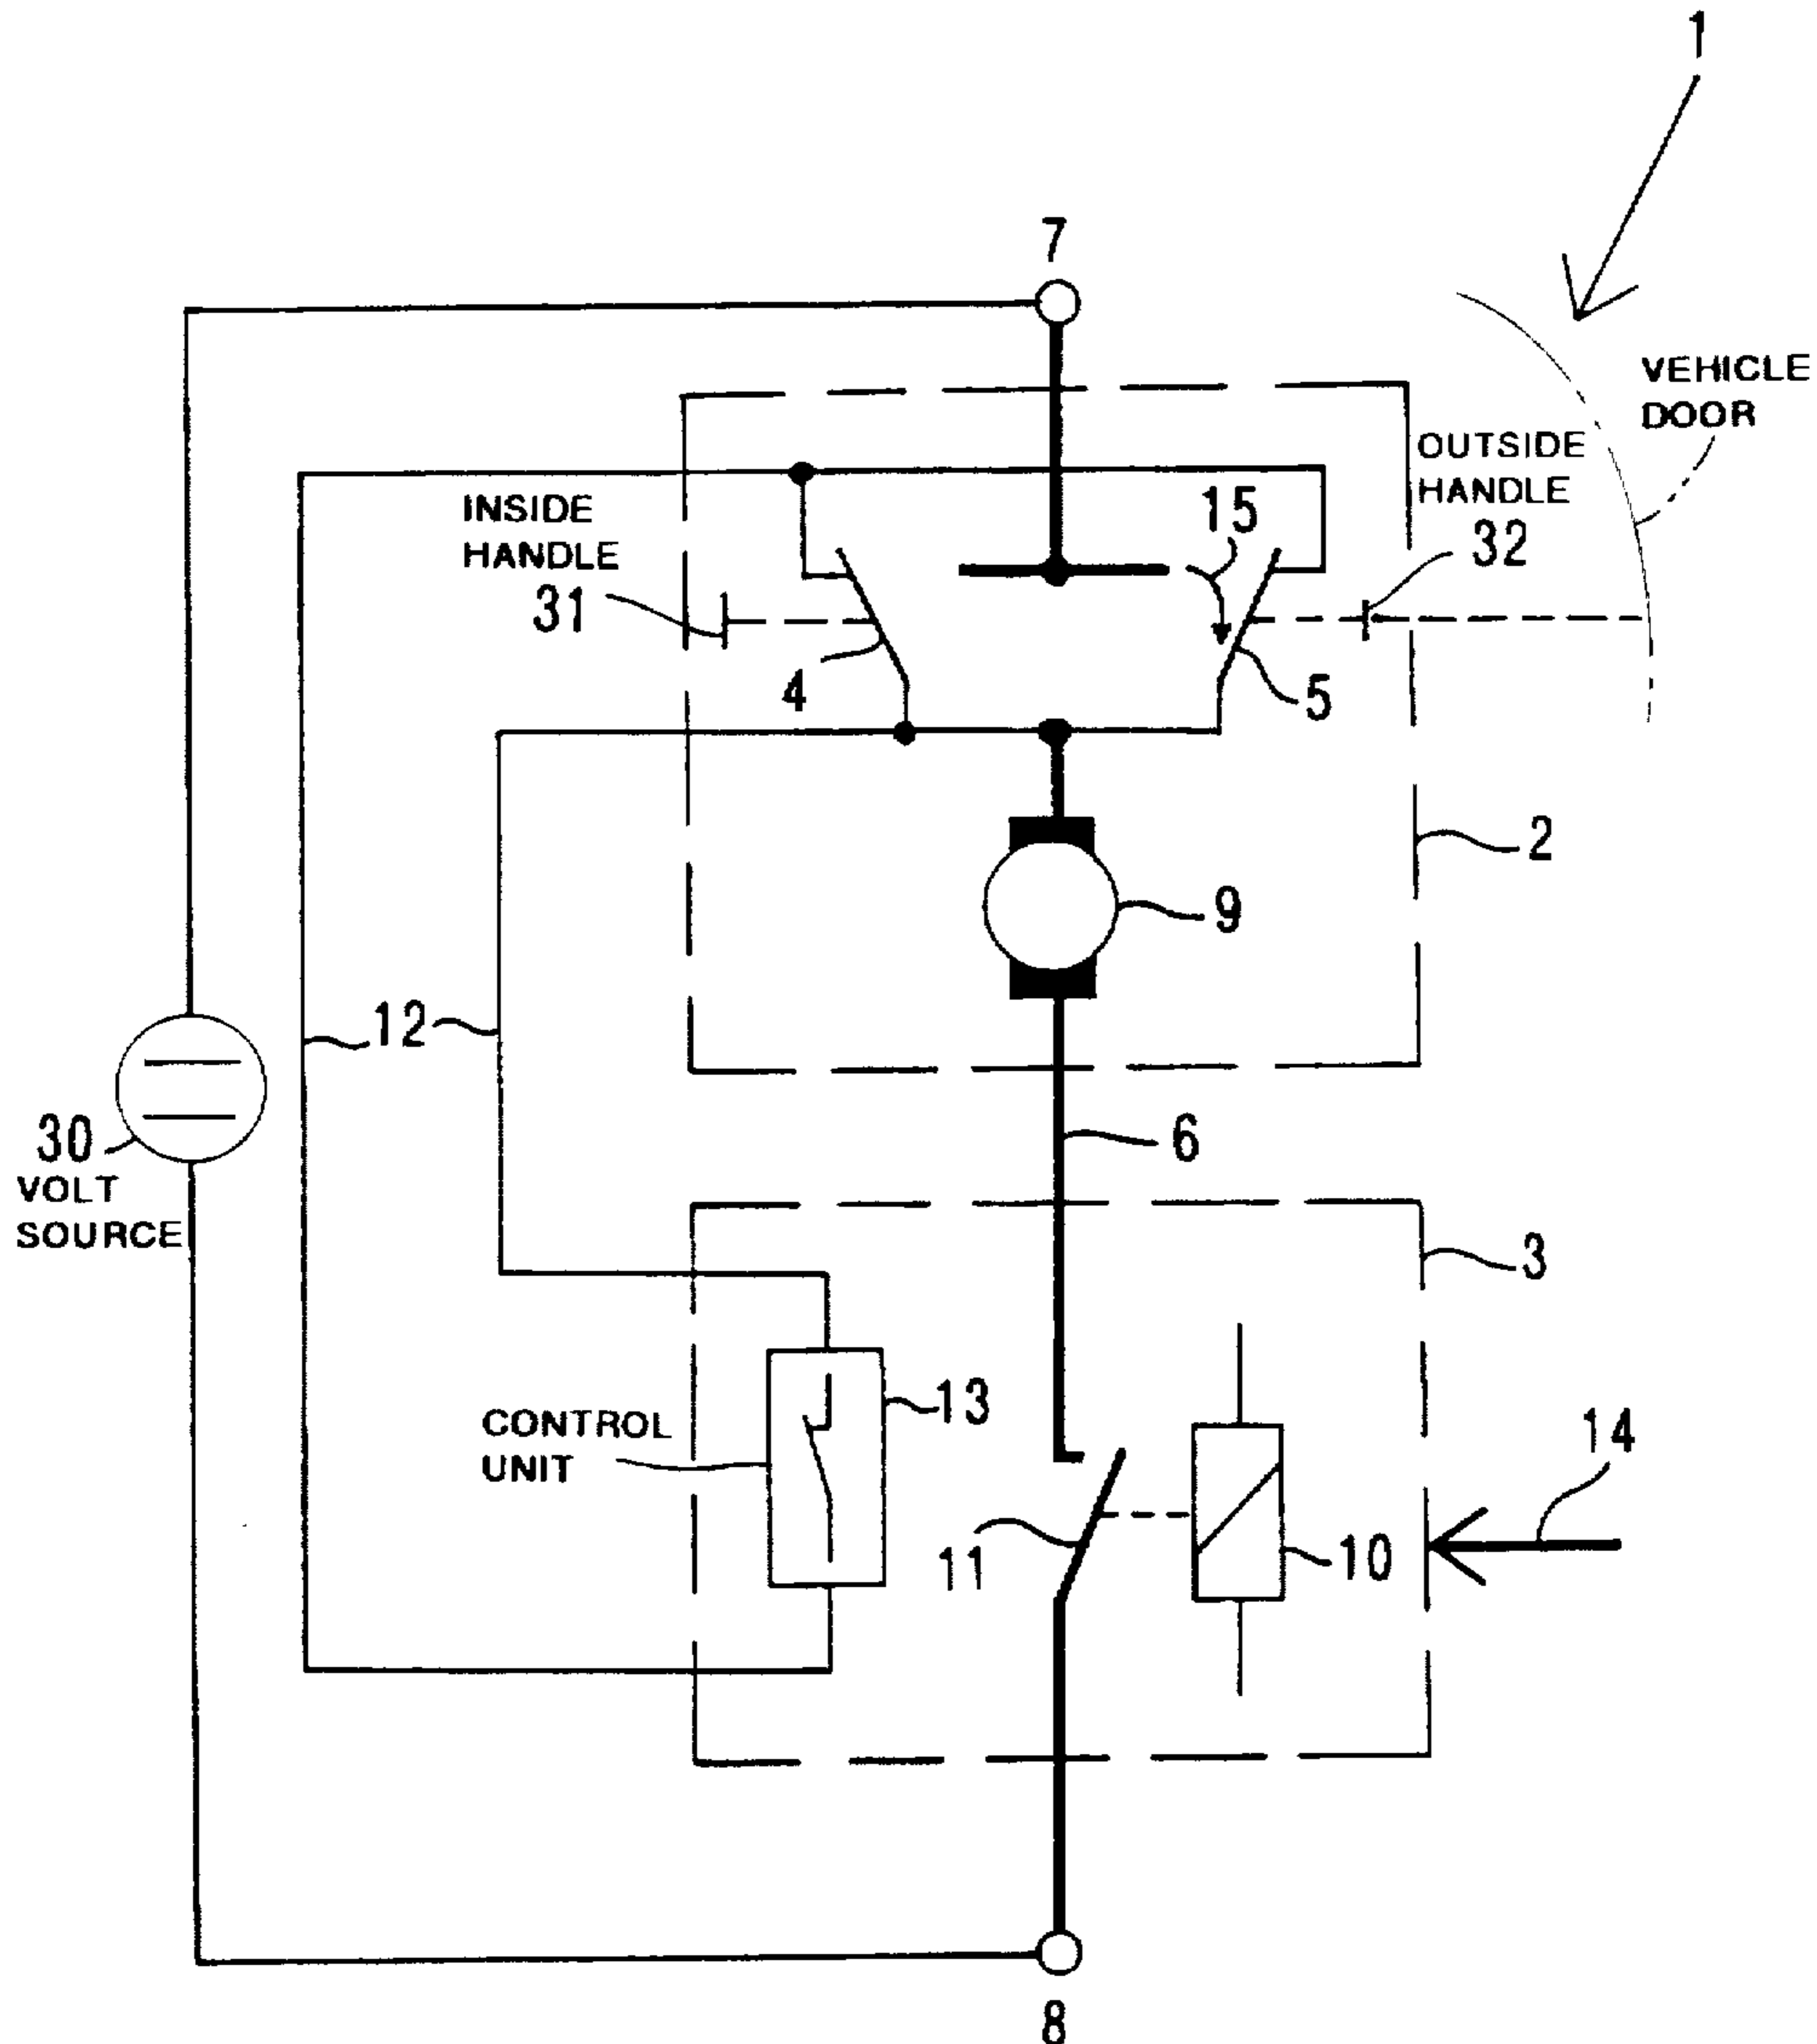 1
7
VEHICLE
DOOR
OUTSIDE
HANDLE
32
INSIDE
HANDLE
31
15
4
5
2
9
12
30
VOLT
SOURCE
6
3
13
CONTROL
UNIT
14
11
10
8